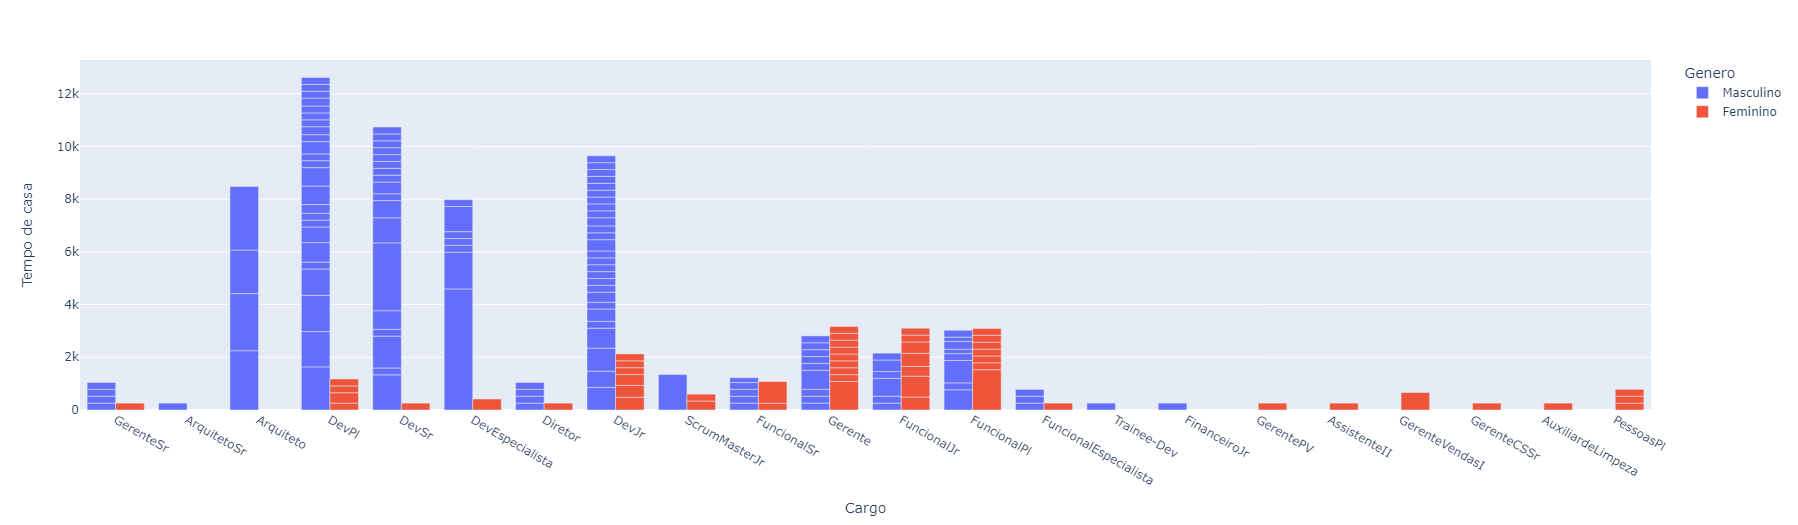 Genero
Masculino
Feminino
Tempo de casa
12k
10k
8k
6k
4k
2k
0
GerenteSr
ArquitetoSr
Arquiteto
DevPl
DevSr
DevEspecialista
Diretor
DevJr
ScrumMasterJr
FuncionalSr
Gerente
FuncionalJr
FuncionalPl
FuncionalEspecialista
Trainee-Dev
FinanceiroJr
GerentePV
AssistenteII
GerenteVendasI
GerenteCSSr
AuxiliardeLimpeza
PessoasPl
Cargo